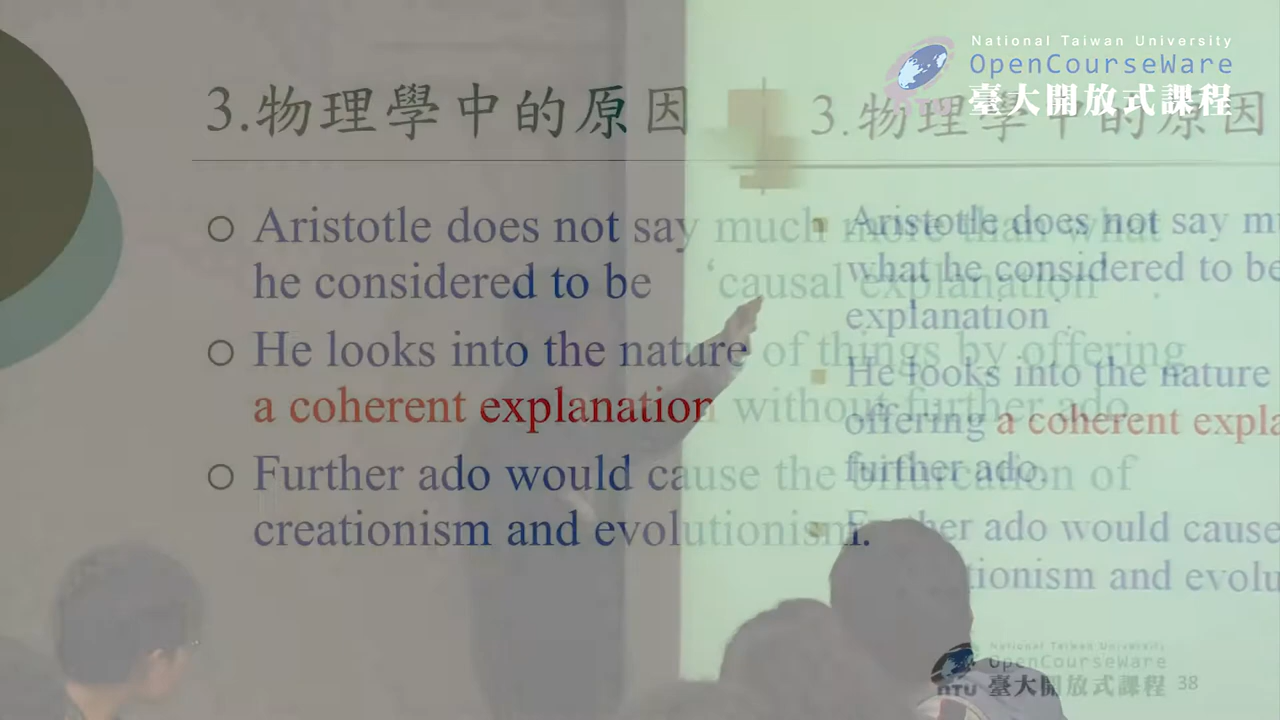 National Taiwan University
OpenCourseWare
臺大開放式課程
3.物理學中的原因
Aristotle does not say much more than what
he considered to be ‘causal explanation’.
He looks into the nature of things by offering
a coherent explanation without further ado.
Further ado would cause the bifurcation of
creationism and evolutionism.
3.物理學中的原因
Aristotle does not say m
what he considered to be
explanation’.
He looks into the nature
offering a coherent expla
further ado.
Further ado would cause
tionism and evolu
National Taiwan University
OpenCourseWare
NTU 臺大開放式課程 38